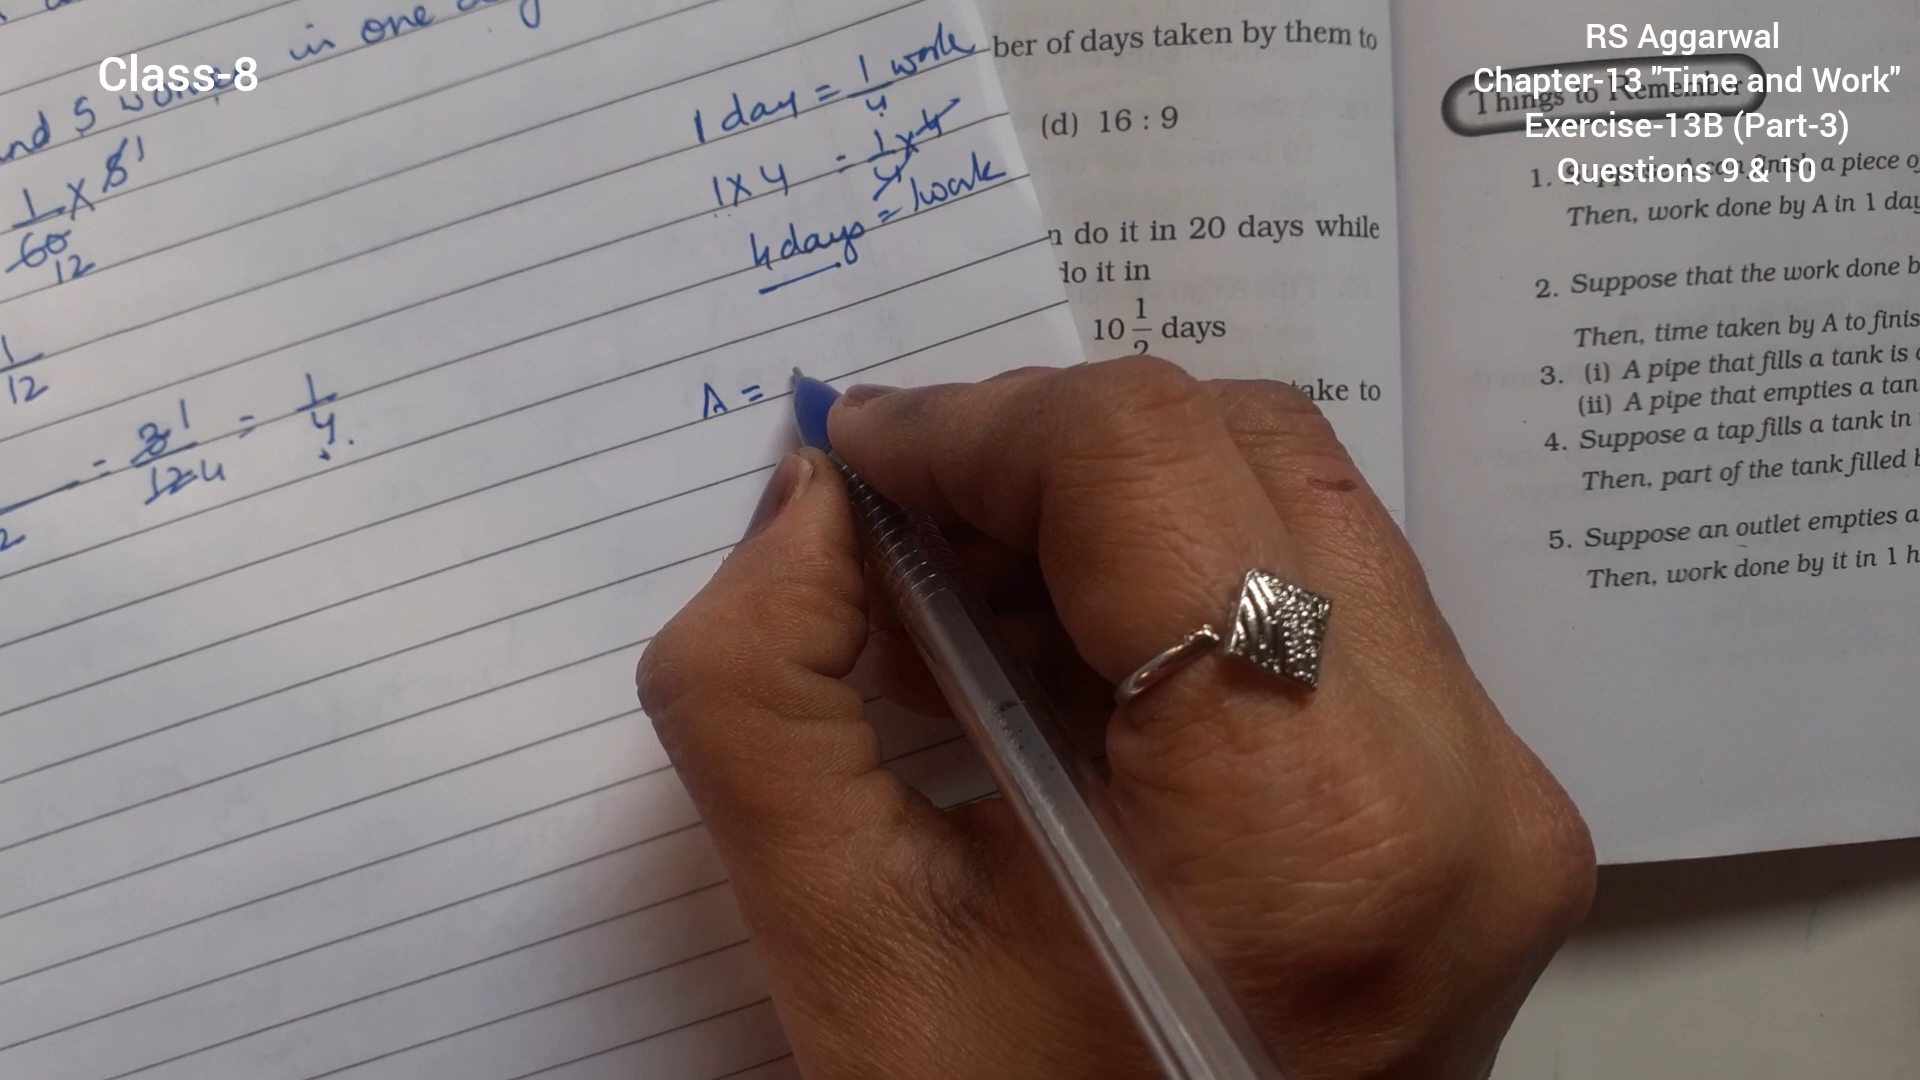 Class-8
RS Aggarwal
Chapter-13 "Time and Work"
Exercise-13B (Part-3)
Questions 9 & 10
in one
nd 5 women
1/60 × 5 1
12
1/12
= 3 1/12 4 = 1/4.
2
1 day = 1/4 work
1 × 4 = 1/4 × 4
4 days = 1 work
A =
ber of days taken by them to
(d) 16 : 9
n do it in 20 days while
do it in
10 1/2 days
ake to
Things to Remember
1. finish a piece
Then, work done by A in 1 day
2. Suppose that the work done b
Then, time taken by A to finis
3. (i) A pipe that fills a tank is
(ii) A pipe that empties a tan
4. Suppose a tap fills a tank in
Then, part of the tank filled
5. Suppose an outlet empties a
Then, work done by it in 1 h